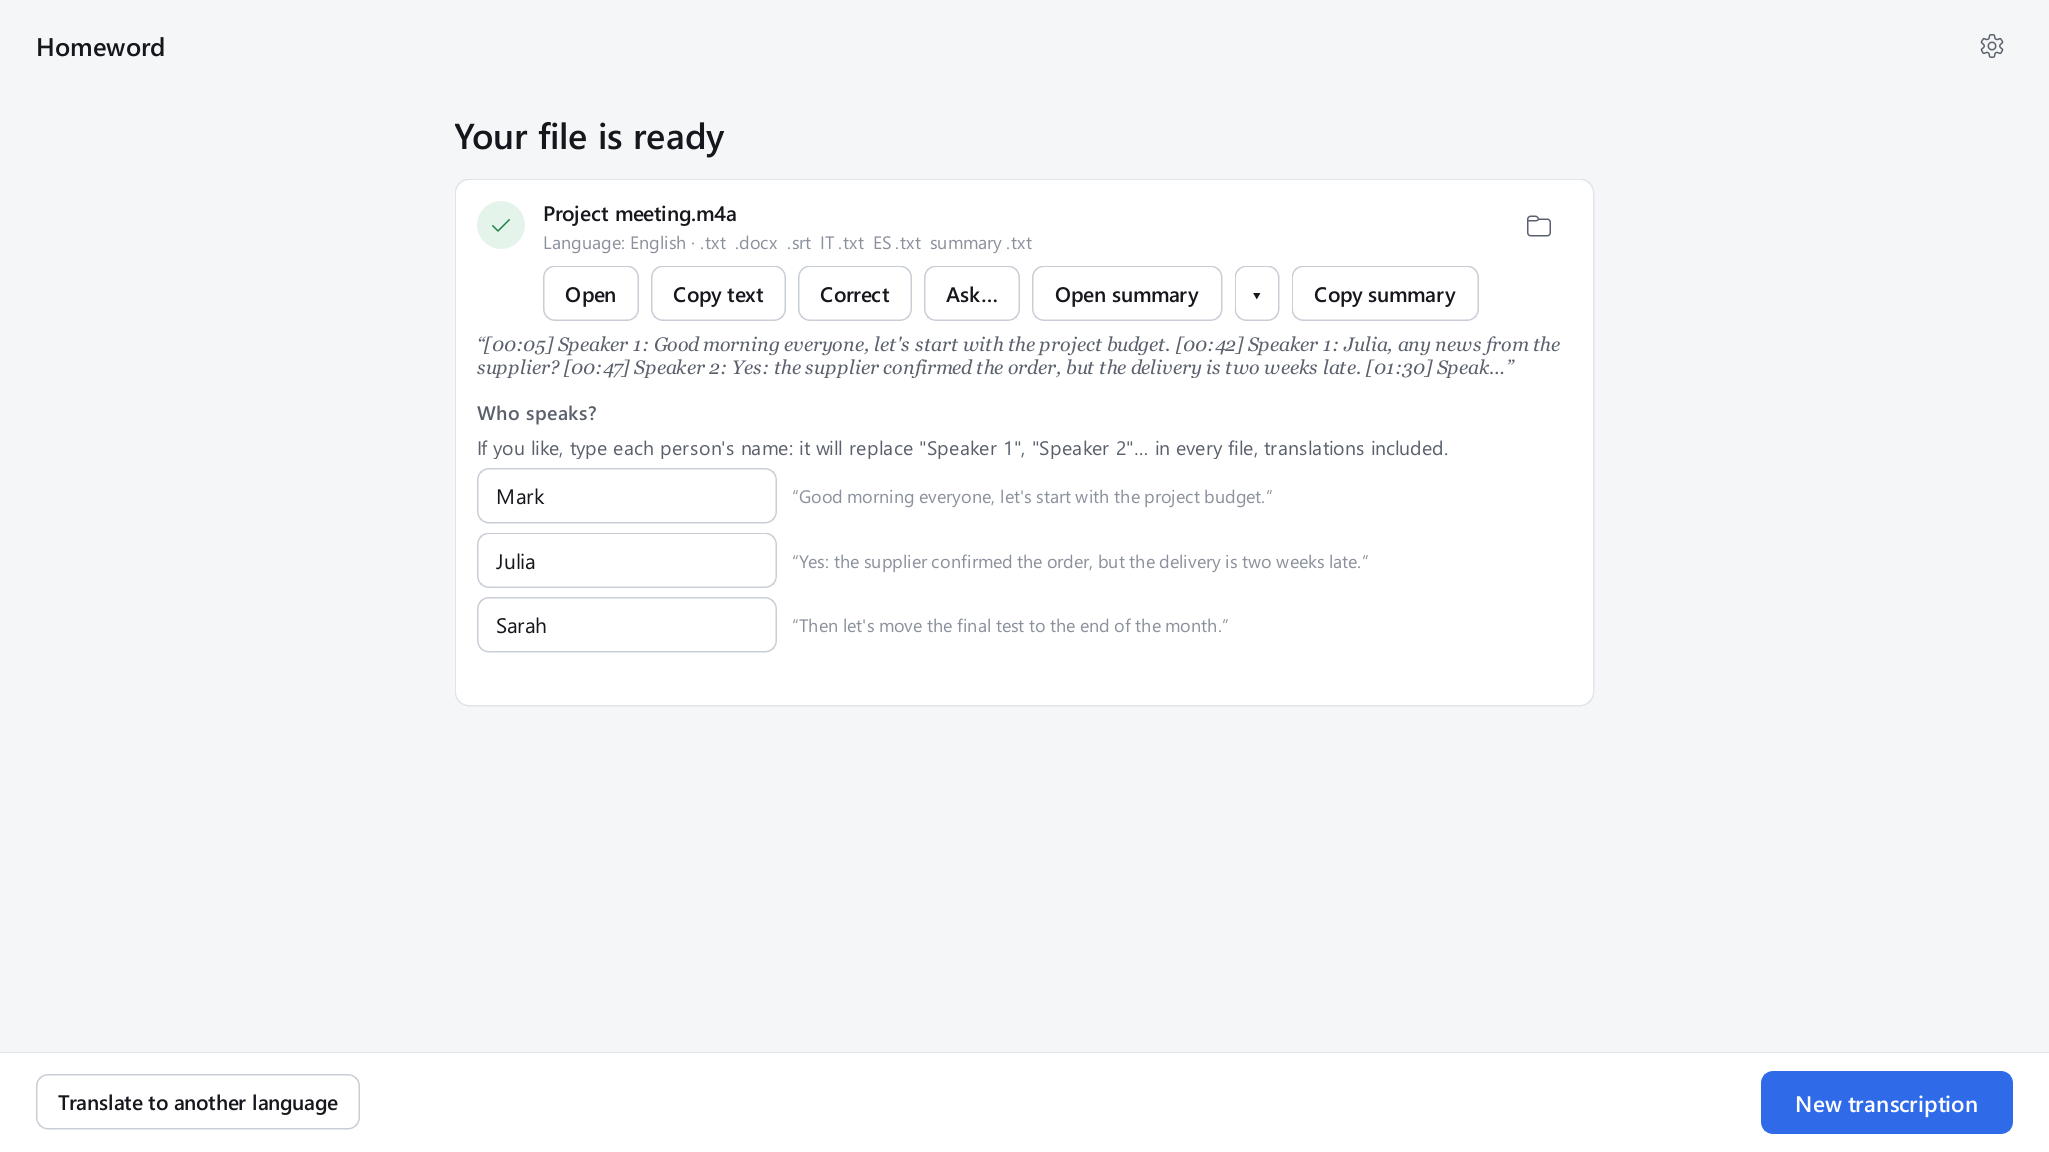 Homeword
Your file is ready
Project meeting.m4a
Language: English · .txt .docx .srt IT .txt ES .txt summary .txt
Open
Copy text
Correct
Ask...
Open summary
▾
Copy summary
“[00:05] Speaker 1: Good morning everyone, let's start with the project budget. [00:42] Speaker 1: Julia, any news from the
supplier? [00:47] Speaker 2: Yes: the supplier confirmed the order, but the delivery is two weeks late. [01:30] Speak...”
Who speaks?
If you like, type each person's name: it will replace "Speaker 1", "Speaker 2"... in every file, translations included.
Mark
“Good morning everyone, let's start with the project budget.”
Julia
“Yes: the supplier confirmed the order, but the delivery is two weeks late.”
Sarah
“Then let's move the final test to the end of the month.”
Translate to another language
New transcription